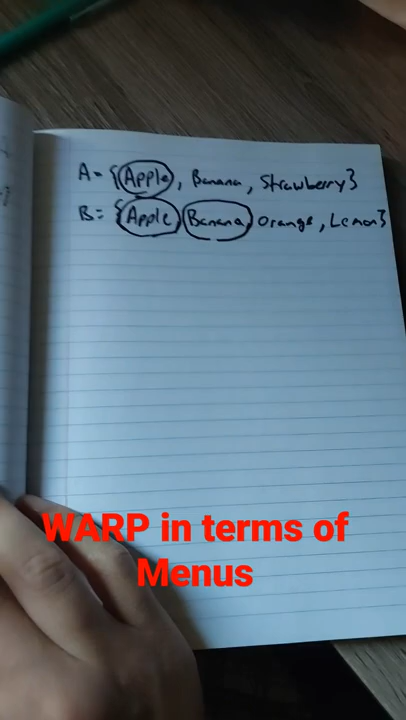 A = {Apple, Banana, Strawberry}
B = {Apple, Banana, Orange, Lemon}
WARP in terms of
Menus